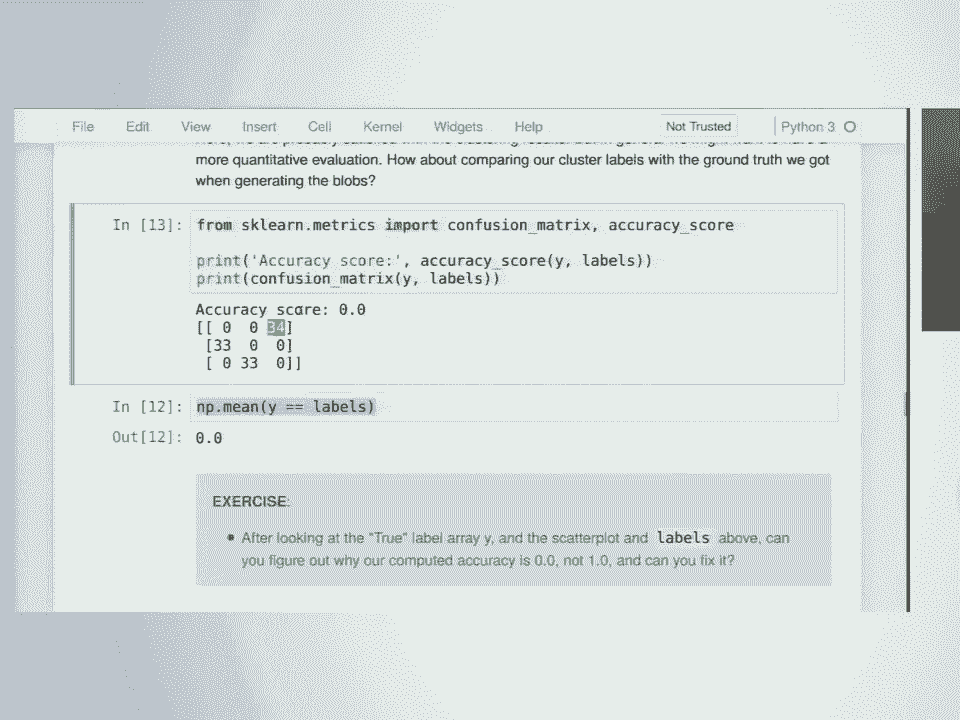 File Edit View Insert Cell Kernel Widgets Help Not Trusted Python 3
more quantitative evaluation. How about comparing our cluster labels with the ground truth we got
when generating the blobs?
In [13]: from sklearn.metrics import confusion_matrix, accuracy_score
print('Accuracy score:', accuracy_score(y, labels))
print(confusion_matrix(y, labels))
Accuracy score: 0.0
[[ 0 0 34]
[33 0 0]
[ 0 33 0]]
In [12]: np.mean(y == labels)
Out[12]: 0.0
EXERCISE:
After looking at the "True" label array y, and the scatterplot and labels above, can
you figure out why our computed accuracy is 0.0, not 1.0, and can you fix it?